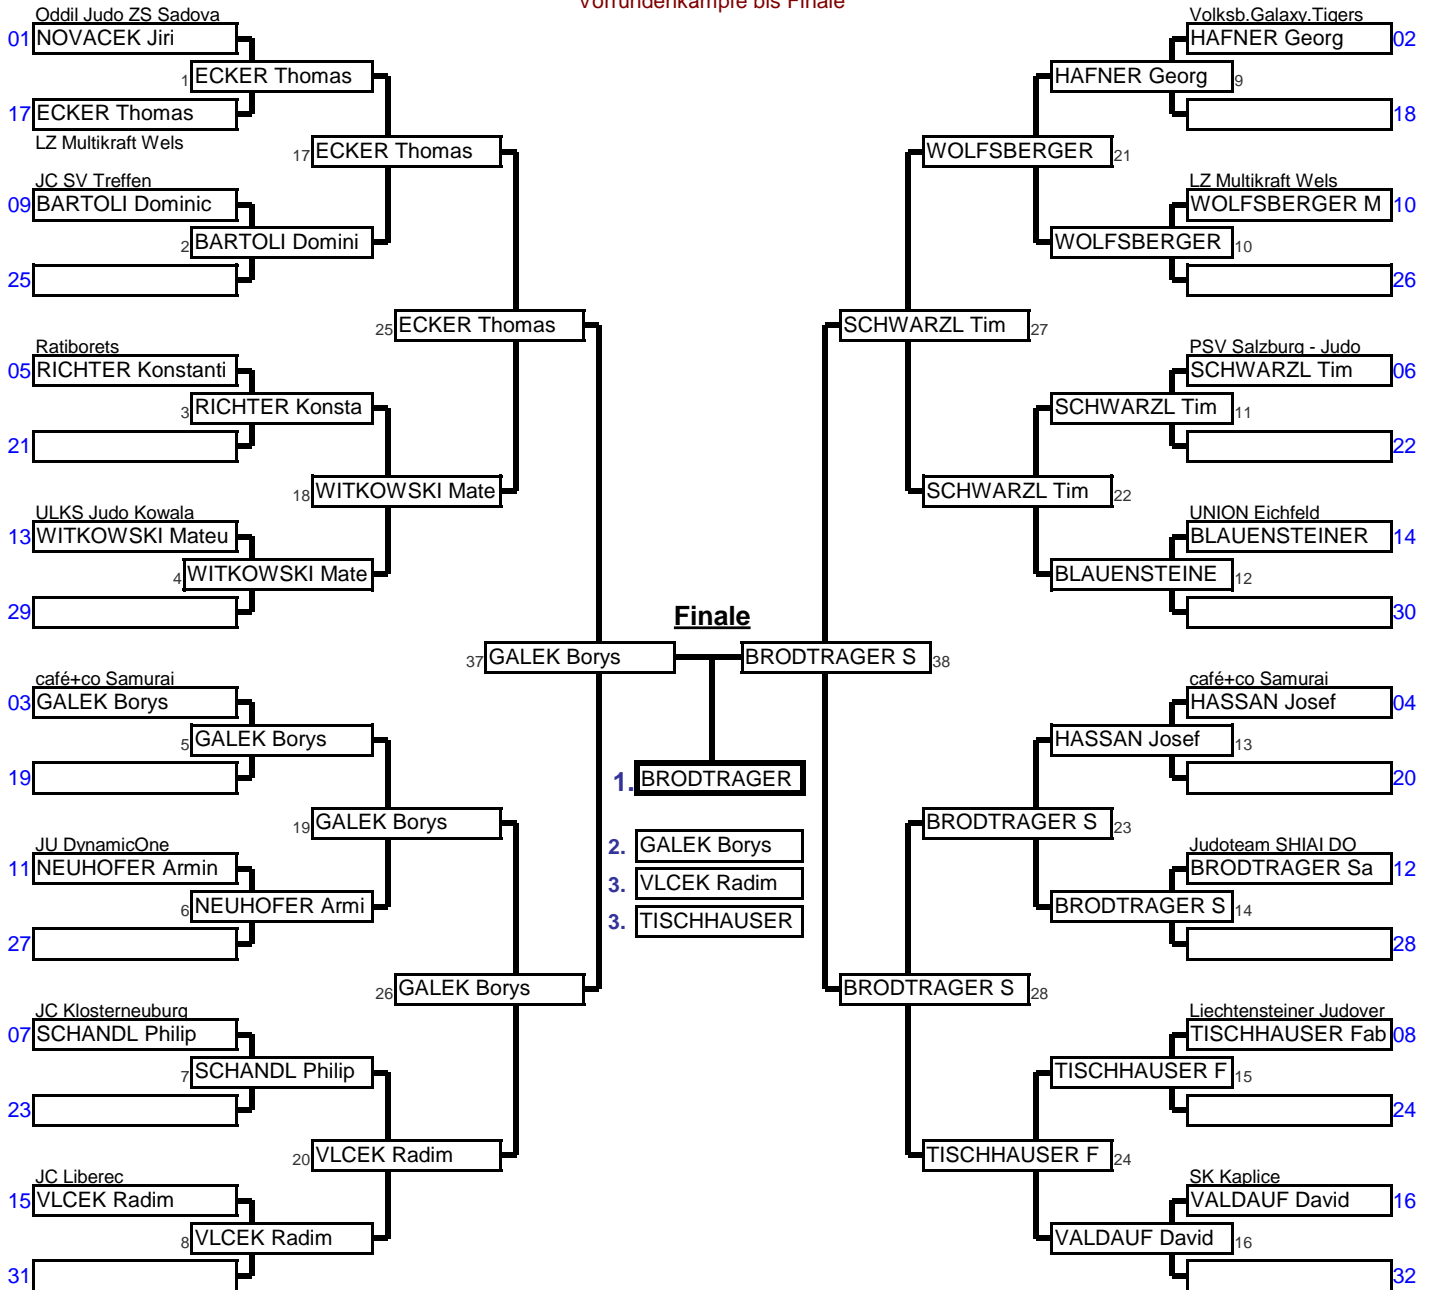 Vorrundenkämpfe bis Finale
Oddil Judo ZS Sadova
01 NOVACEK Jiri
1 ECKER Thomas
17 ECKER Thomas
LZ Multikraft Wels
17 ECKER Thomas
JC SV Treffen
09 BARTOLI Dominic
2 BARTOLI Domini
25
25 ECKER Thomas
Ratiborets
05 RICHTER Konstanti
3 RICHTER Konsta
21
18 WITKOWSKI Mate
ULKS Judo Kowala
13 WITKOWSKI Mateu
4 WITKOWSKI Mate
29
37 GALEK Borys
café+co Samurai
03 GALEK Borys
5 GALEK Borys
19
19 GALEK Borys
JU DynamicOne
11 NEUHOFER Armin
6 NEUHOFER Armi
27
26 GALEK Borys
JC Klosterneuburg
07 SCHANDL Philip
7 SCHANDL Philip
23
20 VLCEK Radim
JC Liberec
15 VLCEK Radim
8 VLCEK Radim
31
Finale
1. BRODTRAGER
2. GALEK Borys
3. VLCEK Radim
3. TISCHHAUSER
Volksb.Galaxy.Tigers
HAFNER Georg 02
HAFNER Georg 9
18
WOLFSBERGER 21
LZ Multikraft Wels
WOLFSBERGER M 10
WOLFSBERGER 10
26
SCHWARZL Tim 27
PSV Salzburg - Judo
SCHWARZL Tim 06
SCHWARZL Tim 11
22
SCHWARZL Tim 22
UNION Eichfeld
BLAUENSTEINER 14
BLAUENSTEINE 12
30
BRODTRAGER S 38
café+co Samurai
HASSAN Josef 04
HASSAN Josef 13
20
BRODTRAGER S 23
Judoteam SHIAI DO
BRODTRAGER Sa 12
BRODTRAGER S 14
28
BRODTRAGER S 28
Liechtensteiner Judover
TISCHHAUSER Fab 08
TISCHHAUSER F 15
24
TISCHHAUSER F 24
SK Kaplice
VALDAUF David 16
VALDAUF David 16
32